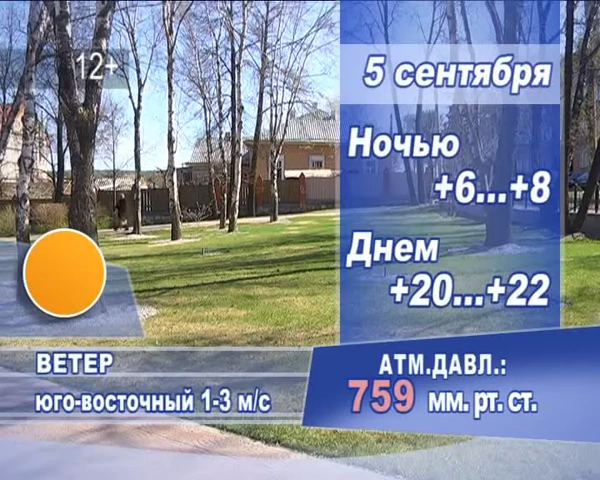 12+
5 сентября
Ночью
+6...+8
Днем
+20...+22
ВЕТЕР
юго-восточный 1-3 м/с
АТМ.ДАВЛ.:
759 мм. рт. ст.